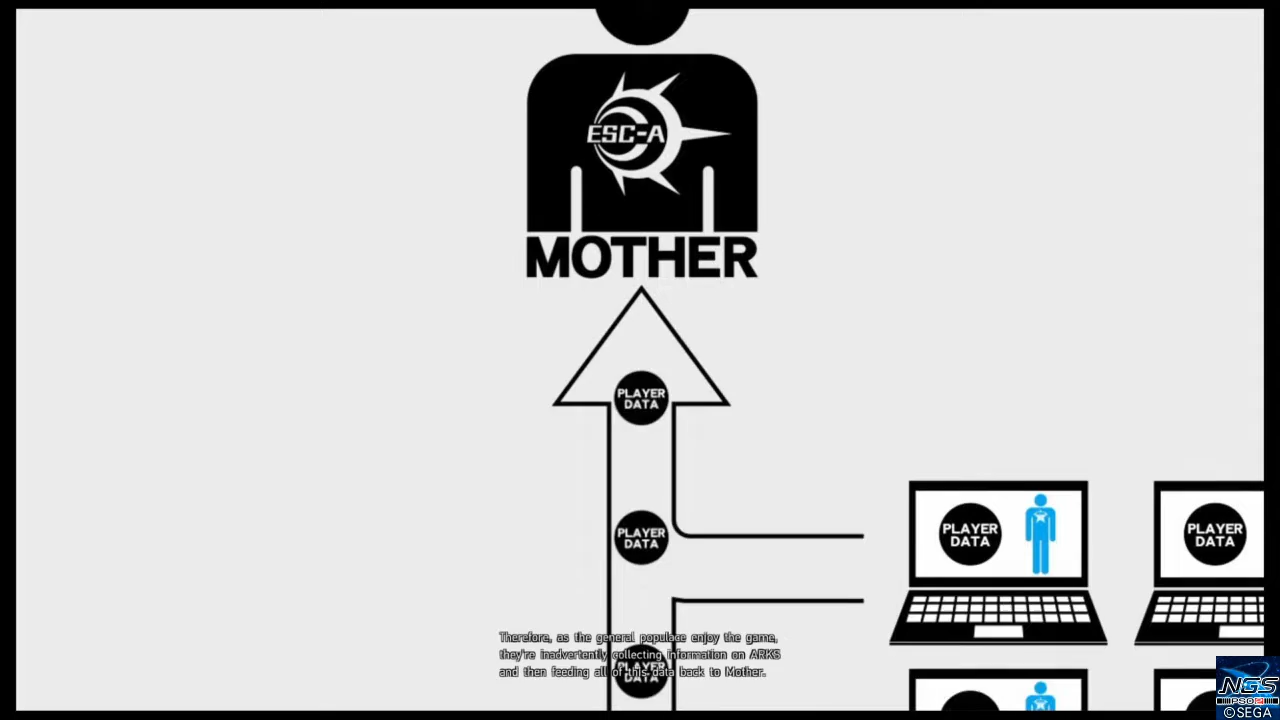 ESC-A
MOTHER
PLAYER
DATA
PLAYER
DATA
PLAYER
DATA
PLAYER
DATA
Therefore, as the general populace enjoy the game,
they're inadvertently collecting information on ARKS
and then feeding all of this data back to Mother.
PLAYER
DATA
NGS
PSO2
©SEGA